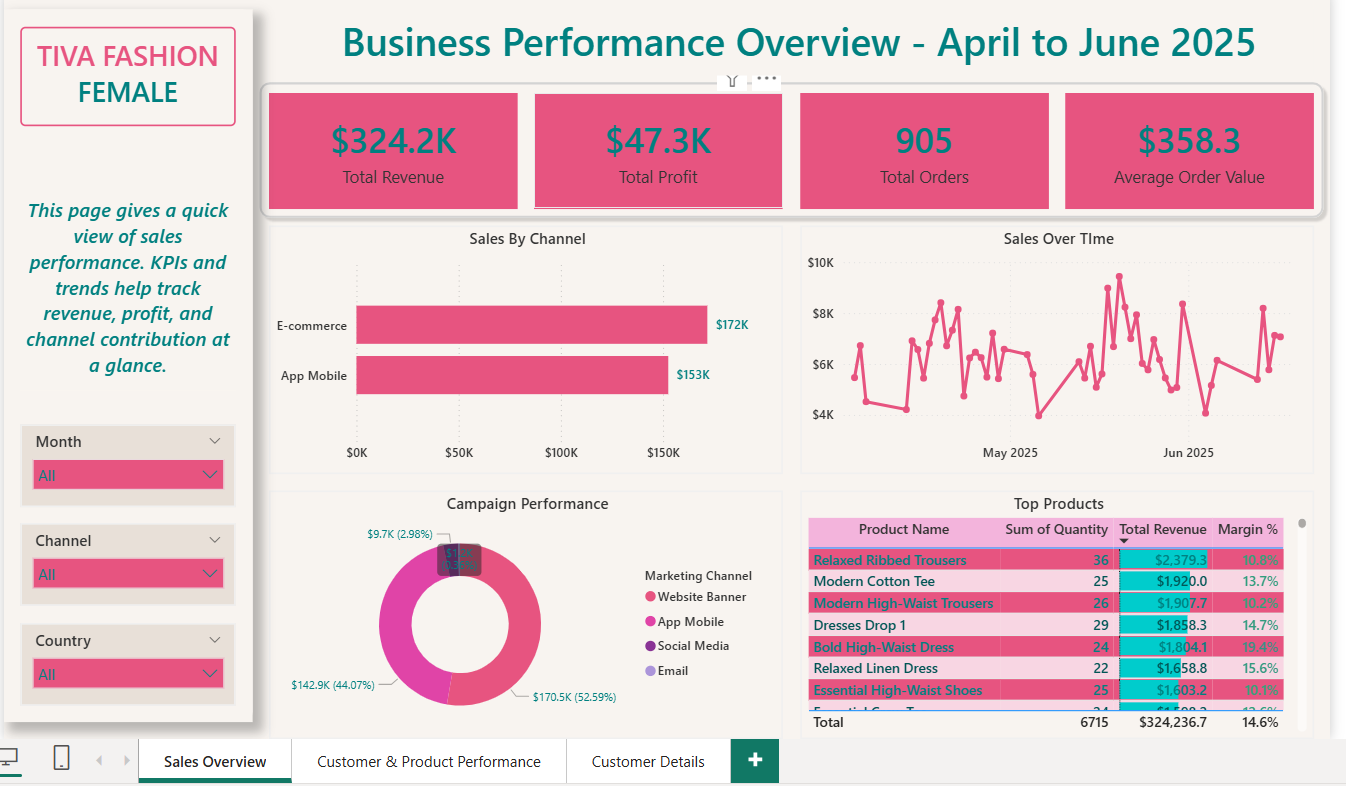 TIVA FASHION
FEMALE
This page gives a quick
view of sales
performance. KPIs and
trends help track
revenue, profit, and
channel contribution at
a glance.
Month
All
Channel
All
Country
All
Business Performance Overview - April to June 2025
$324.2K
Total Revenue
$47.3K
Total Profit
905
Total Orders
$358.3
Average Order Value
Sales By Channel
E-commerce
$172K
App Mobile
$153K
$0K $50K $100K $150K
Sales Over TIme
$10K
$8K
$6K
$4K
May 2025 Jun 2025
Campaign Performance
$9.7K (2.98%)
$142.9K (44.07%)
$170.5K (52.59%)
Marketing Channel
Website Banner
App Mobile
Social Media
Email
Top Products
Product Name Sum of Quantity Total Revenue Margin %
Relaxed Ribbed Trousers 36 $2,379.3 10.8%
Modern Cotton Tee 25 $1,920.0 13.7%
Modern High-Waist Trousers 26 $1,907.7 10.2%
Dresses Drop 1 29 $1,858.3 14.7%
Bold High-Waist Dress 24 $1,804.1 19.4%
Relaxed Linen Dress 22 $1,658.8 15.6%
Essential High-Waist Shoes 25 $1,603.2 10.1%
Total 6715 $324,236.7 14.6%
Sales Overview
Customer & Product Performance
Customer Details